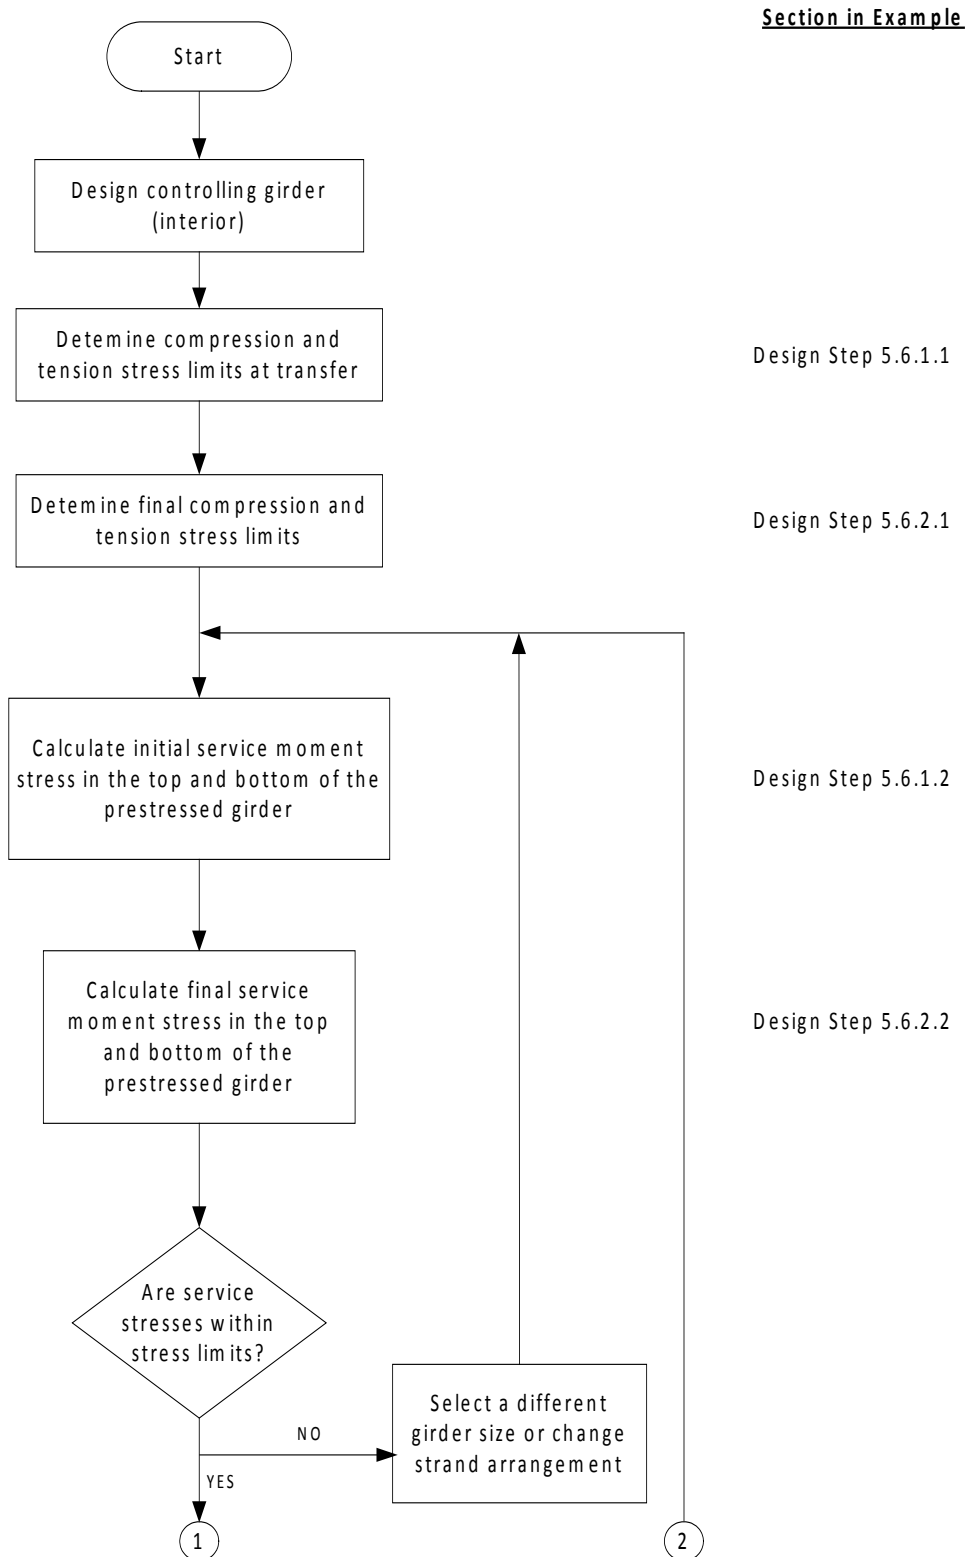 Section in Example
Start
Design controlling girder
(interior)
Detemine compression and
tension stress limits at transfer
Design Step 5.6.1.1
Detemine final compression and
tension stress limits
Design Step 5.6.2.1
Calculate initial service moment
stress in the top and bottom of the
prestressed girder
Design Step 5.6.1.2
Calculate final service
moment stress in the top
and bottom of the
prestressed girder
Design Step 5.6.2.2
Are service
stresses within
stress limits?
NO
Select a different
girder size or change
strand arrangement
YES
1
2